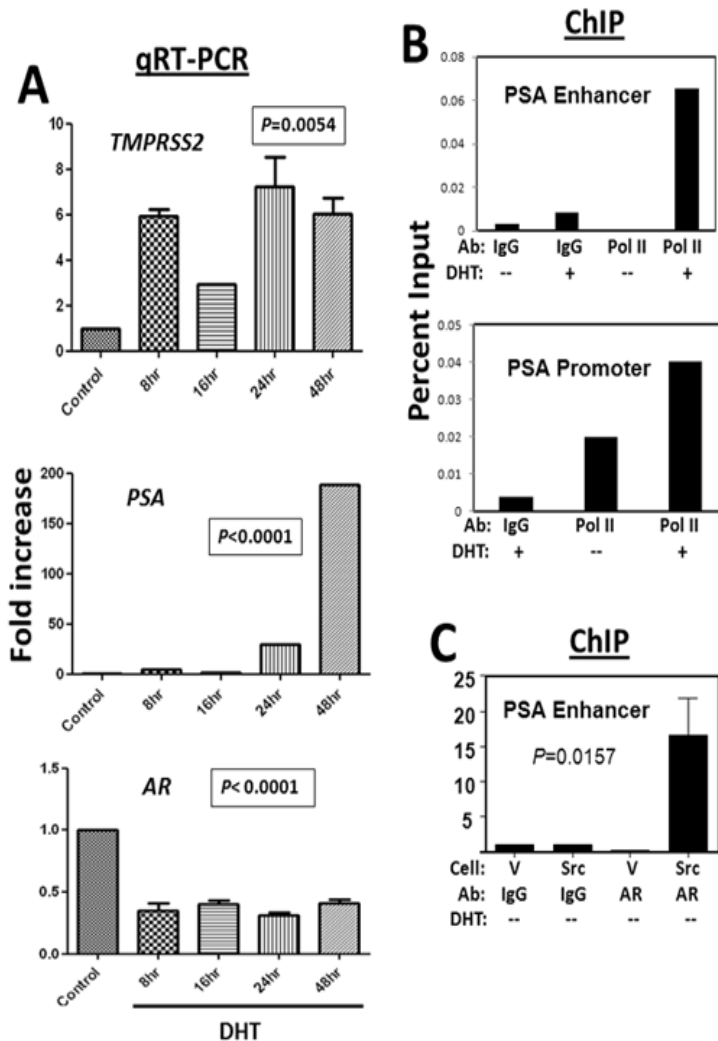 A
qRT-PCR
Fold increase
TMPRSS2
P=0.0054
10
8
6
4
2
0
Control
8hr
16hr
24hr
48hr
PSA
P<0.0001
200
150
100
50
0
Control
8hr
16hr
24hr
48hr
AR
P< 0.0001
1.5
1.0
0.5
0.0
Control
8hr
16hr
24hr
48hr
DHT
B
ChIP
Percent Input
PSA Enhancer
0.08
0.06
0.04
0.02
0
Ab: IgG IgG Pol II Pol II
DHT: -- + -- +
PSA Promoter
0.05
0.04
0.03
0.02
0.01
0
Ab: IgG Pol II Pol II
DHT: + -- +
C
ChIP
PSA Enhancer
P=0.0157
25
20
15
10
5
Cell: V Src V Src
Ab: IgG IgG AR AR
DHT: -- -- -- --